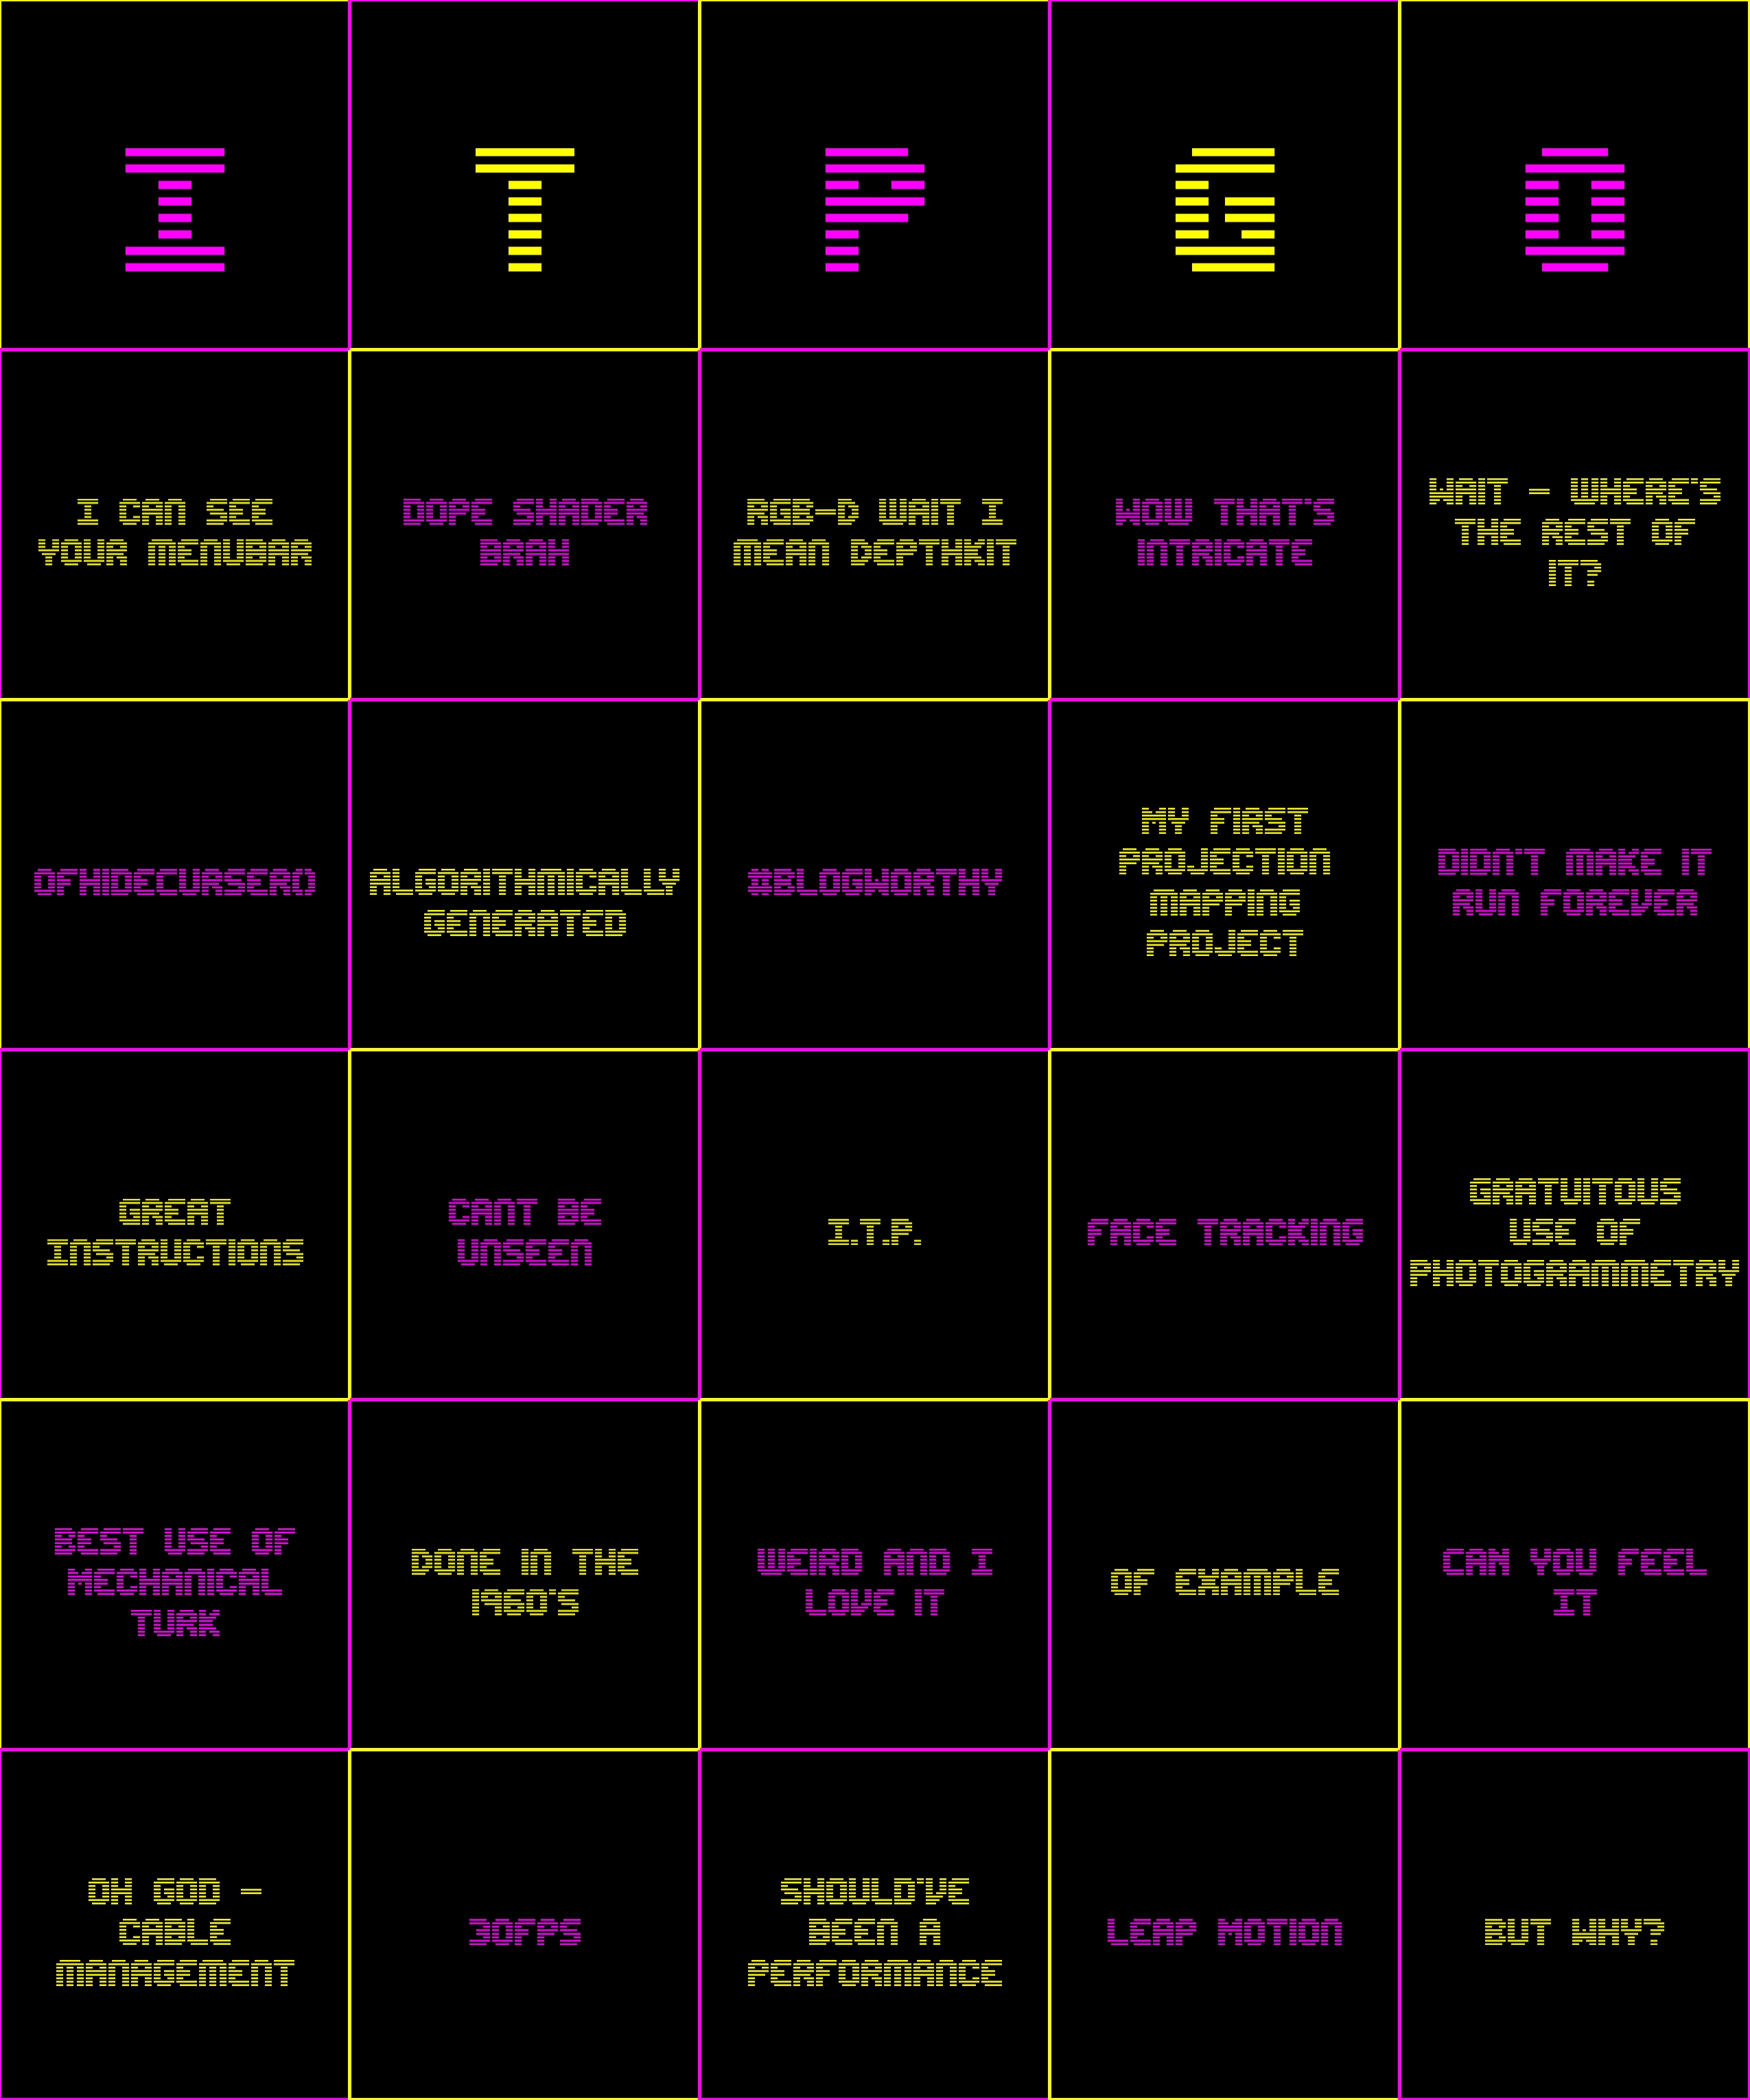 I
T
P
G
O
I CAN SEE
YOUR MENUBAR
DOPE SHADER
BRAH
RGB-D WAIT I
MEAN DEPTHKIT
WOW THAT'S
INTRICATE
WAIT - WHERE'S
THE REST OF
IT?
OFHIDECURSER()
ALGORITHMICALLY
GENERATED
#BLOGWORTHY
MY FIRST
PROJECTION
MAPPING
PROJECT
DIDN'T MAKE IT
RUN FOREVER
GREAT
INSTRUCTIONS
CANT BE
UNSEEN
I.T.P.
FACE TRACKING
GRATUITOUS
USE OF
PHOTOGRAMMETRY
BEST USE OF
MECHANICAL
TURK
DONE IN THE
1960'S
WEIRD AND I
LOVE IT
OF EXAMPLE
CAN YOU FEEL
IT
OH GOD -
CABLE
MANAGEMENT
30FPS
SHOULD'VE
BEEN A
PERFORMANCE
LEAP MOTION
BUT WHY?